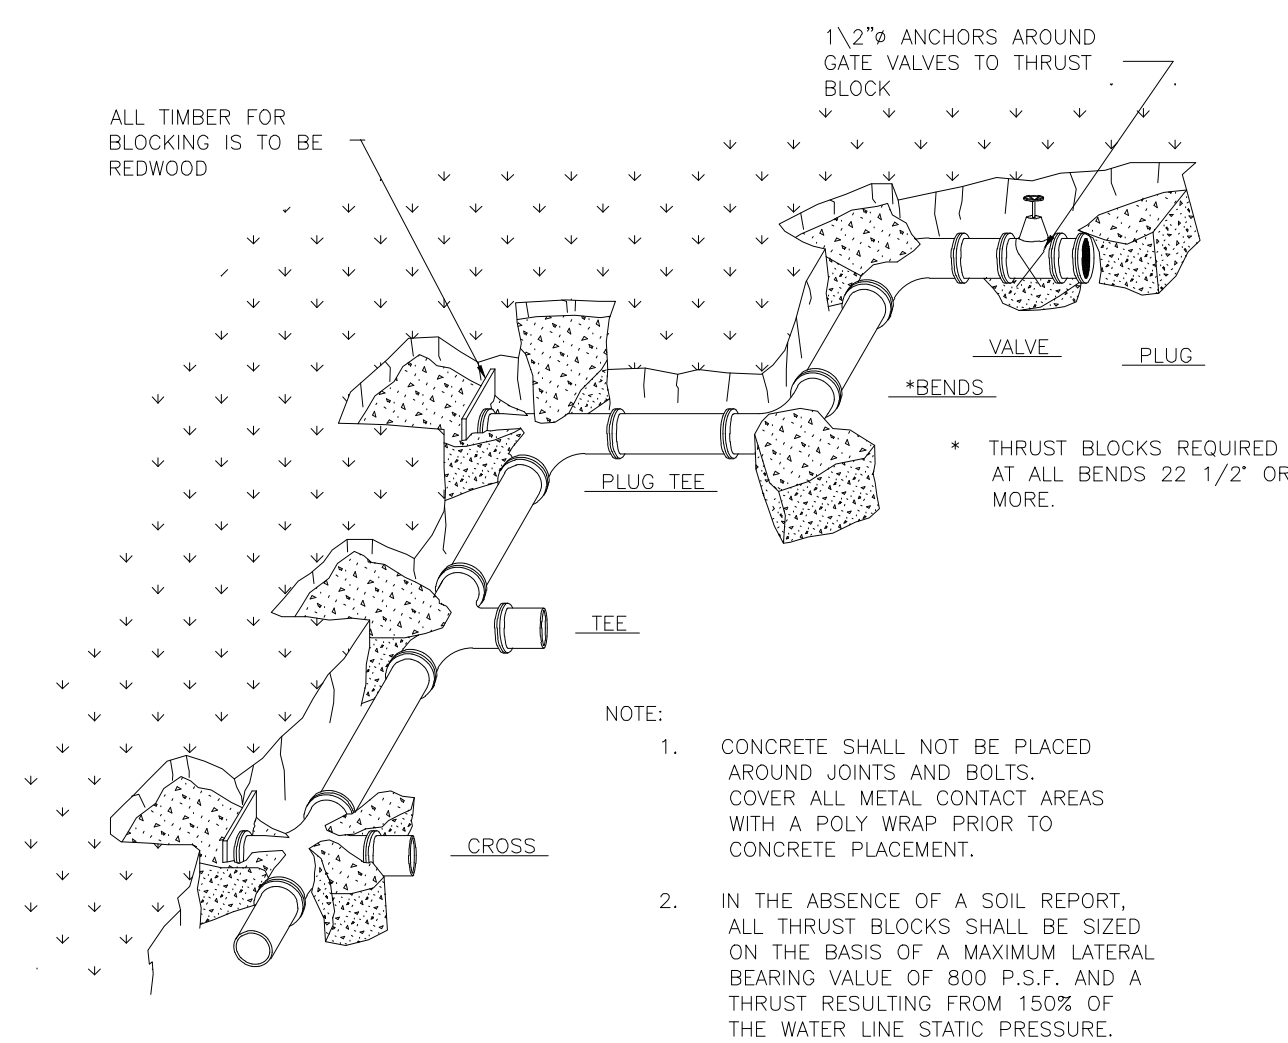 1\2"ø ANCHORS AROUND
GATE VALVES TO THRUST
BLOCK
ALL TIMBER FOR
BLOCKING IS TO BE
REDWOOD
VALVE
PLUG
*BENDS
* THRUST BLOCKS REQUIRED
AT ALL BENDS 22 1/2° OR
MORE.
PLUG TEE
TEE
CROSS
NOTE:
1. CONCRETE SHALL NOT BE PLACED
AROUND JOINTS AND BOLTS.
COVER ALL METAL CONTACT AREAS
WITH A POLY WRAP PRIOR TO
CONCRETE PLACEMENT.
2. IN THE ABSENCE OF A SOIL REPORT,
ALL THRUST BLOCKS SHALL BE SIZED
ON THE BASIS OF A MAXIMUM LATERAL
BEARING VALUE OF 800 P.S.F. AND A
THRUST RESULTING FROM 150% OF
THE WATER LINE STATIC PRESSURE.